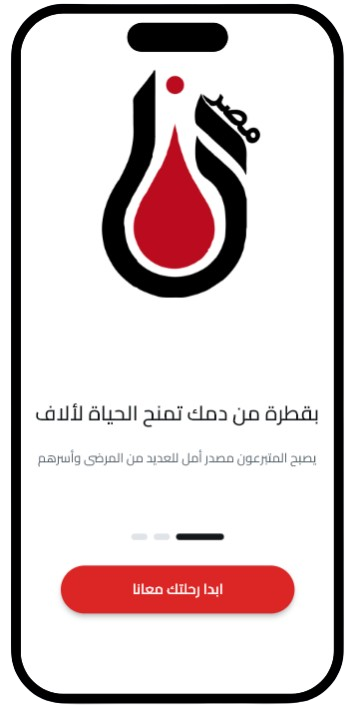 مصر
بقطرة من دمك تمنح الحياة لألاف
يصبح المتبرعون مصدر أمل للعديد من المرضى وأسرهم
ابدا رحلتك معانا